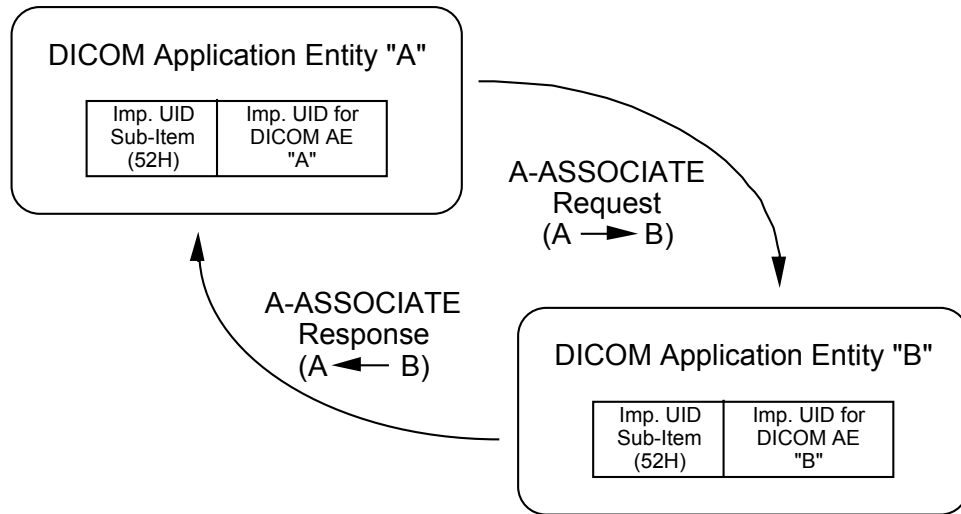 DICOM Application Entity "A"
Imp. UID
Sub-Item
(52H)
Imp. UID for
DICOM AE
"A"
A-ASSOCIATE
Request
(A → B)
A-ASSOCIATE
Response
(A ← B)
DICOM Application Entity "B"
Imp. UID
Sub-Item
(52H)
Imp. UID for
DICOM AE
"B"